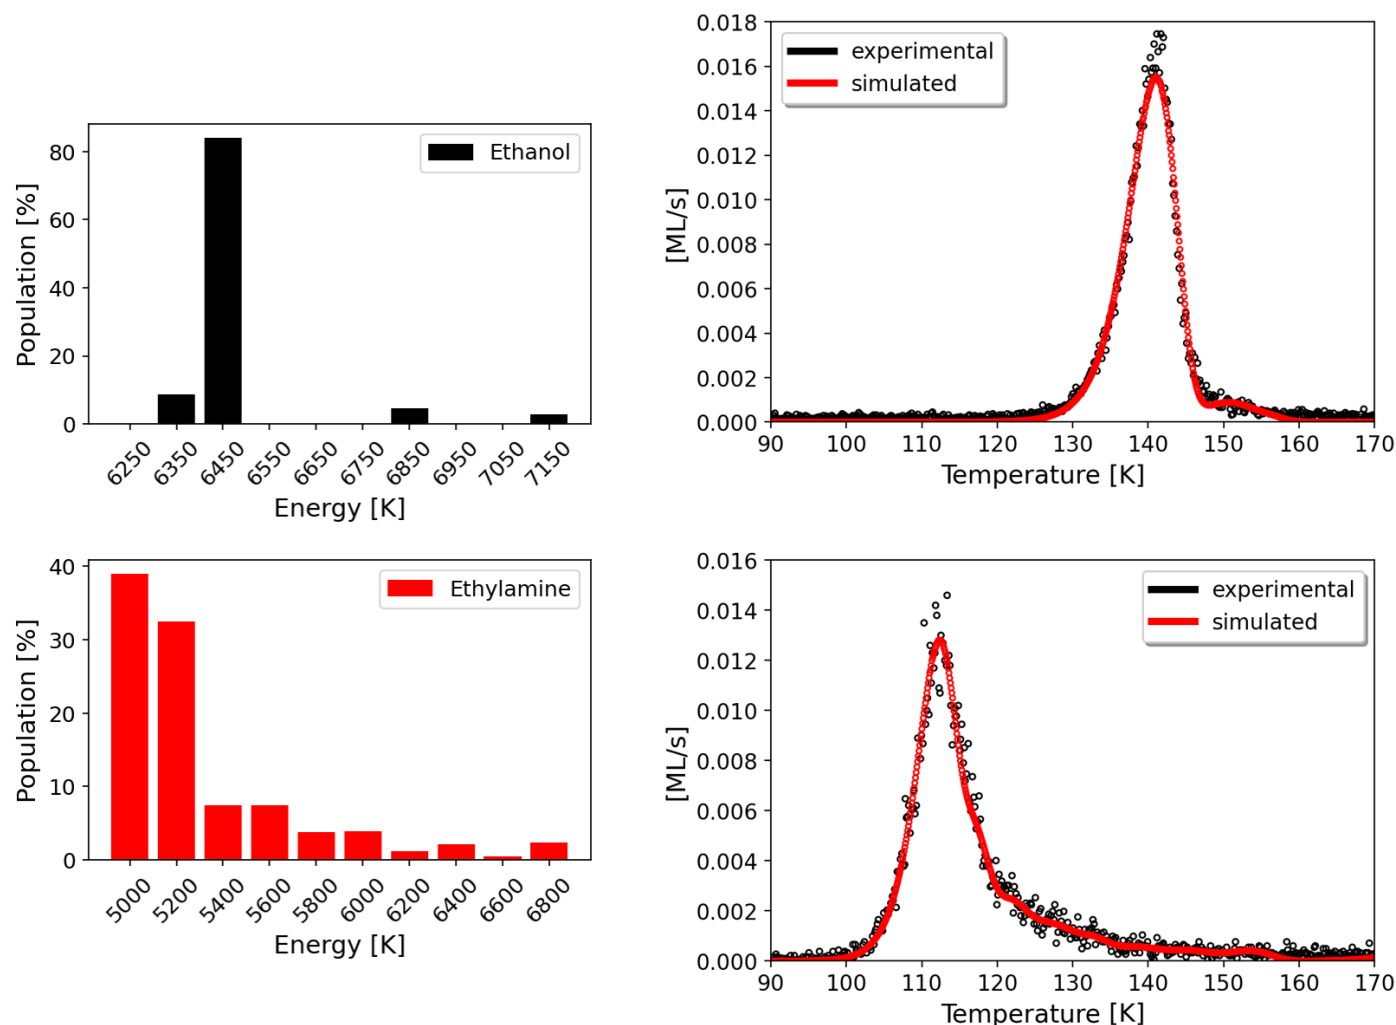 Population [%]
80
60
40
20
0
Ethanol
6250 6350 6450 6550 6650 6750 6850 6950 7050 7150
Energy [K]
[ML/s]
0.018
0.016
0.014
0.012
0.010
0.008
0.006
0.004
0.002
0.000
experimental
simulated
90 100 110 120 130 140 150 160 170
Temperature [K]
Population [%]
40
30
20
10
0
Ethylamine
5000 5200 5400 5600 5800 6000 6200 6400 6600 6800
Energy [K]
[ML/s]
0.016
0.014
0.012
0.010
0.008
0.006
0.004
0.002
0.000
experimental
simulated
90 100 110 120 130 140 150 160 170
Temperature [K]